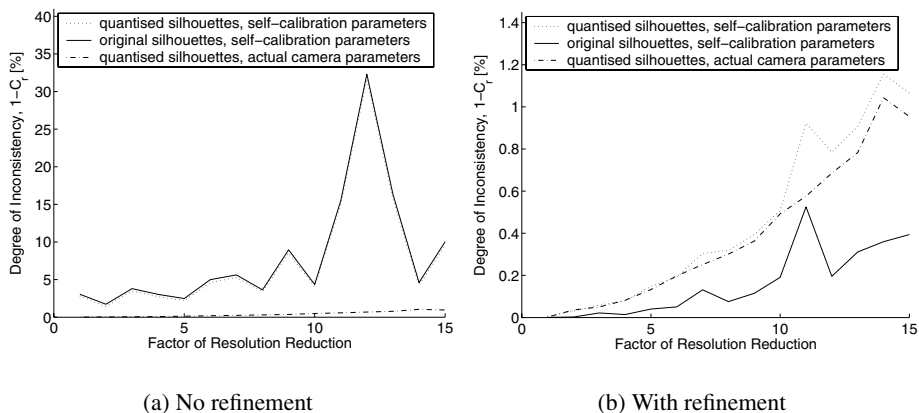 40
35
30
25
20
15
10
5
0
Degree of Inconsistency, 1−C_r [%]
quantised silhouettes, self−calibration parameters
original silhouettes, self−calibration parameters
quantised silhouettes, actual camera parameters
0 5 10 15
Factor of Resolution Reduction
(a) No refinement
1.4
1.2
1
0.8
0.6
0.4
0.2
0
Degree of Inconsistency, 1−C_r [%]
quantised silhouettes, self−calibration parameters
original silhouettes, self−calibration parameters
quantised silhouettes, actual camera parameters
0 5 10 15
Factor of Resolution Reduction
(b) With refinement